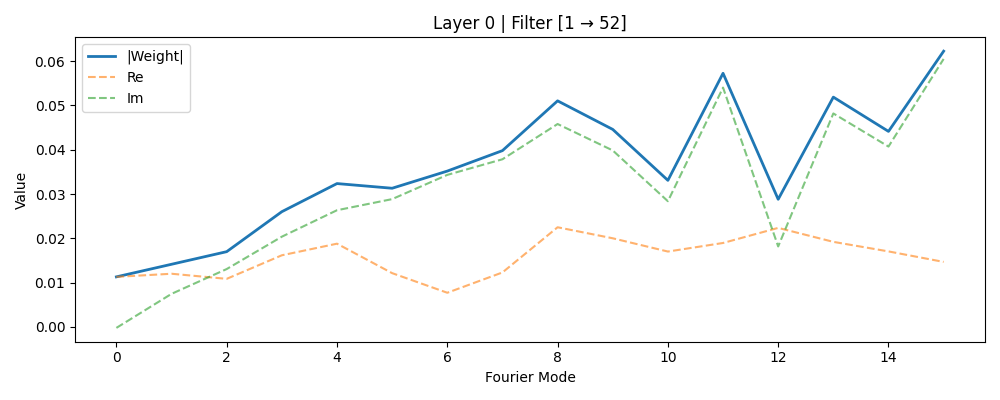 Layer 0 | Filter [1 → 52]
|Weight|
Re
Im
0.06
0.05
0.04
0.03
0.02
0.01
0.00
Value
0 2 4 6 8 10 12 14
Fourier Mode